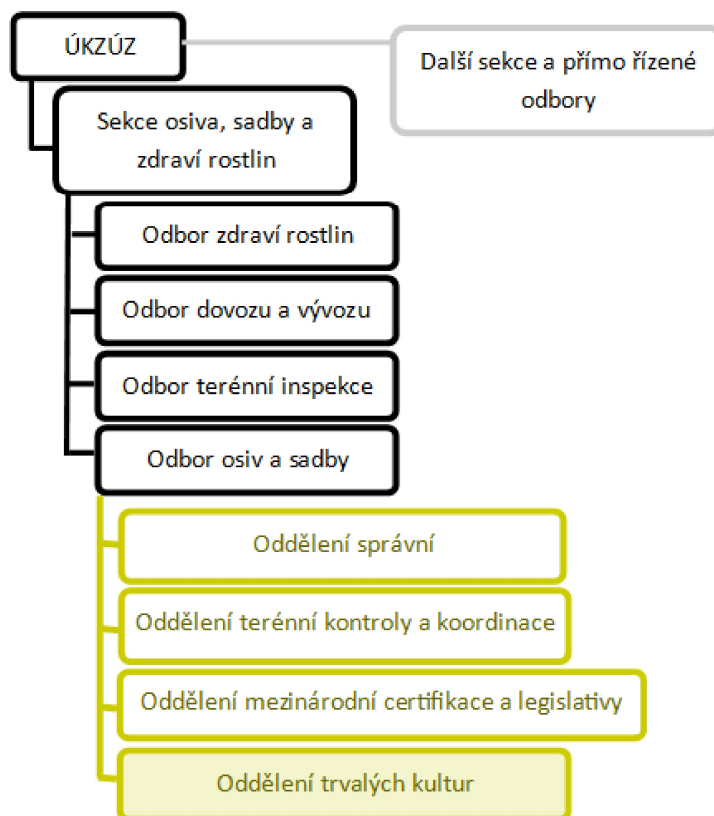 ÚKZÚZ
Další sekce a přímo řízené
odbory
Sekce osiva, sadby a
zdraví rostlin
Odbor zdraví rostlin
Odbor dovozu a vývozu
Odbor terénní inspekce
Odbor osiv a sadby
Oddělení správní
Oddělení terénní kontroly a koordinace
Oddělení mezinárodní certifikace a legislativy
Oddělení trvalých kultur